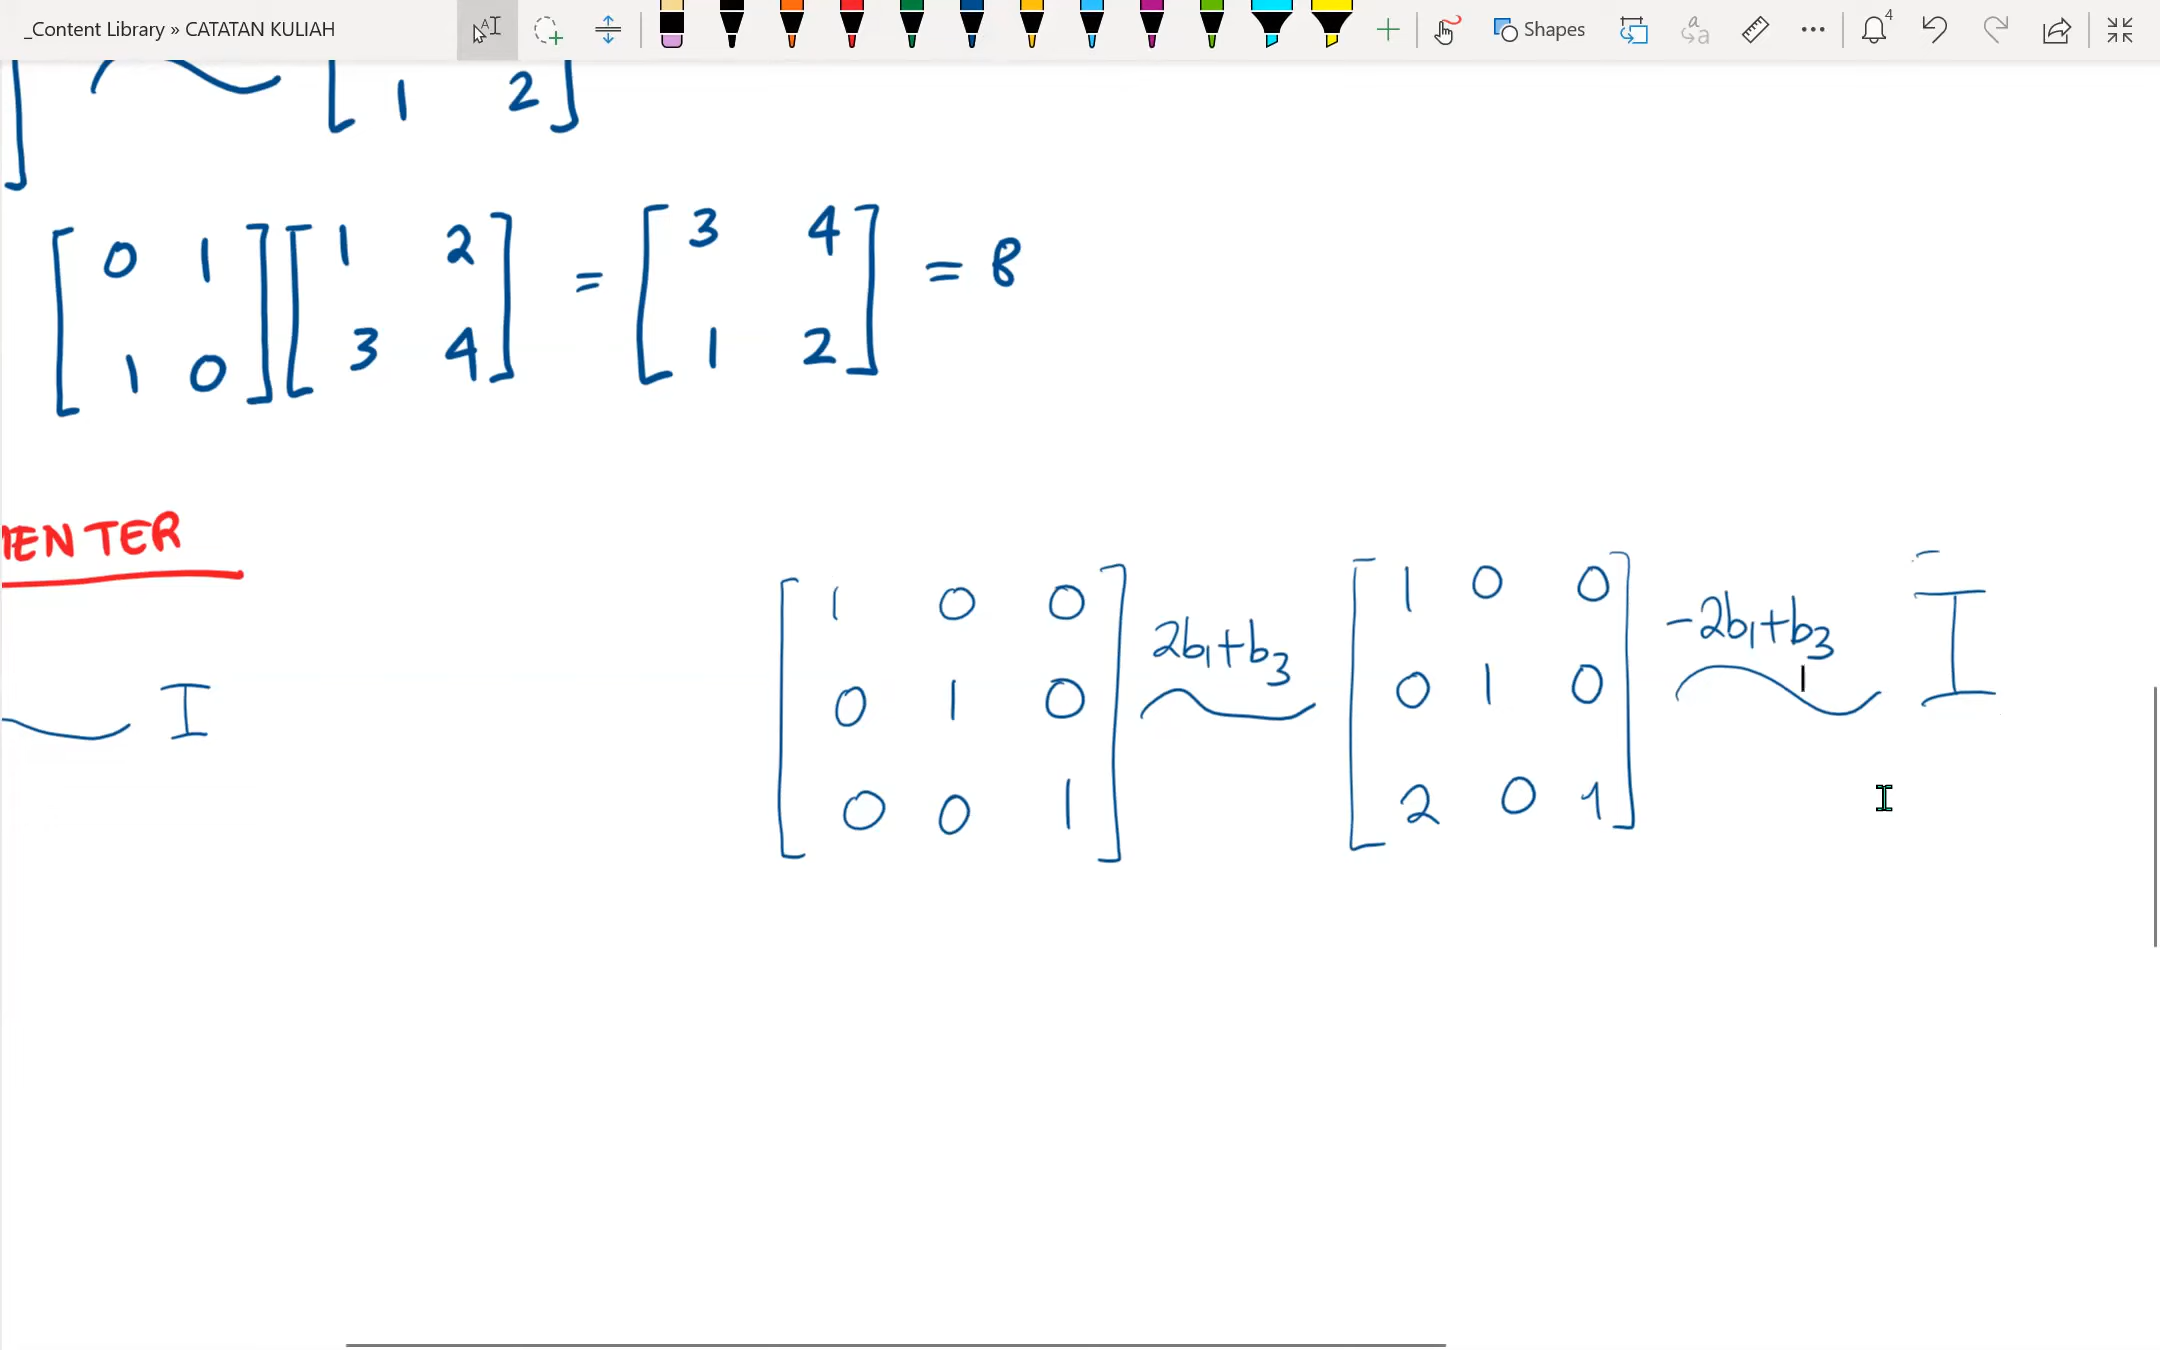 _Content Library » CATATAN KULIAH
Shapes
4
1 2
0 1 1 2 = 3 4 = B
1 0 3 4 1 2
ENTER
I
1 0 0 2b₁+b₃ 1 0 0 -2b₁+b₃ I
0 1 0 0 1 0
0 0 1 2 0 1